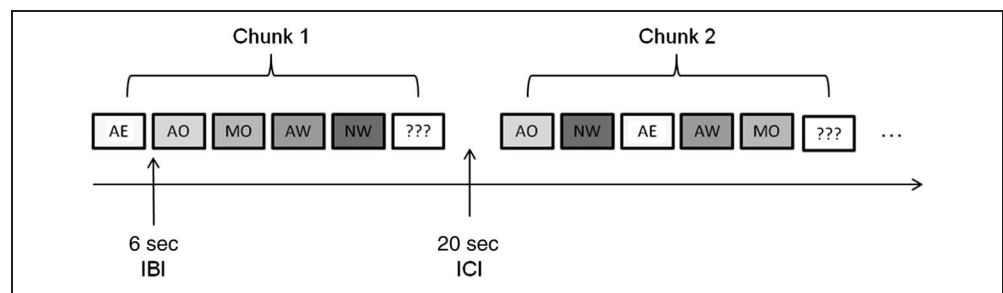 Chunk 1 Chunk 2
AE AO MO AW NW ??? AO NW AE AW MO ??? ...
6 sec 20 sec
IBI ICI